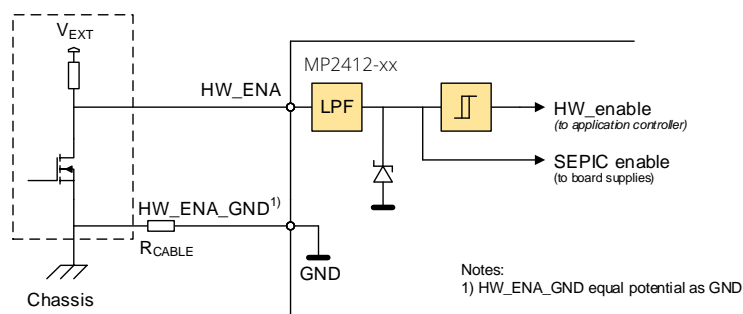 VEXT
MP2412-xx
HW_ENA
LPF
HW_enable
(to application controller)
SEPIC enable
(to board supplies)
HW_ENA_GND1)
RCABLE
GND
Chassis
Notes:
1) HW_ENA_GND equal potential as GND